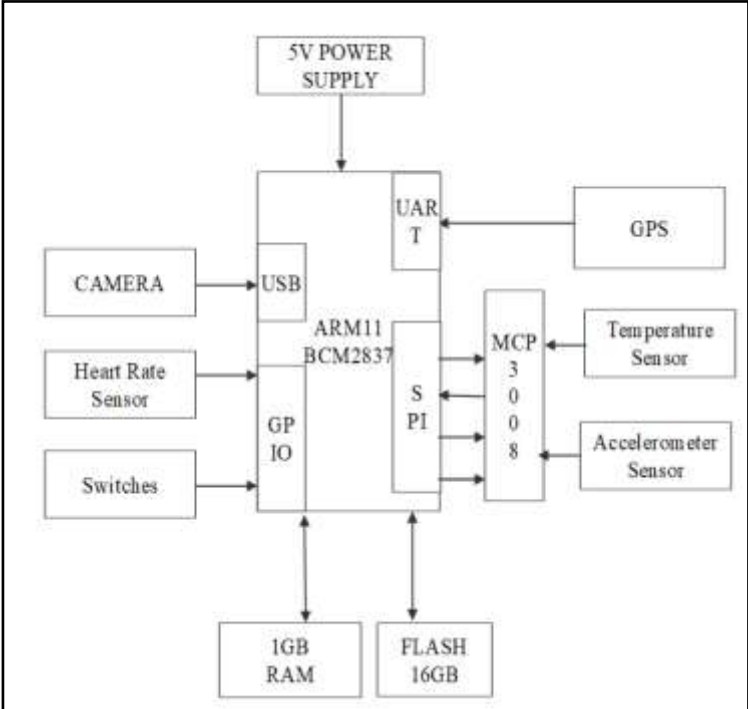 5V POWER
SUPPLY
UAR
T
GPS
CAMERA
USB
ARM11
BCM2837
MCP
3
0
0
8
Temperature
Sensor
Heart Rate
Sensor
S
PI
GP
IO
Accelerometer
Sensor
Switches
1GB
RAM
FLASH
16GB